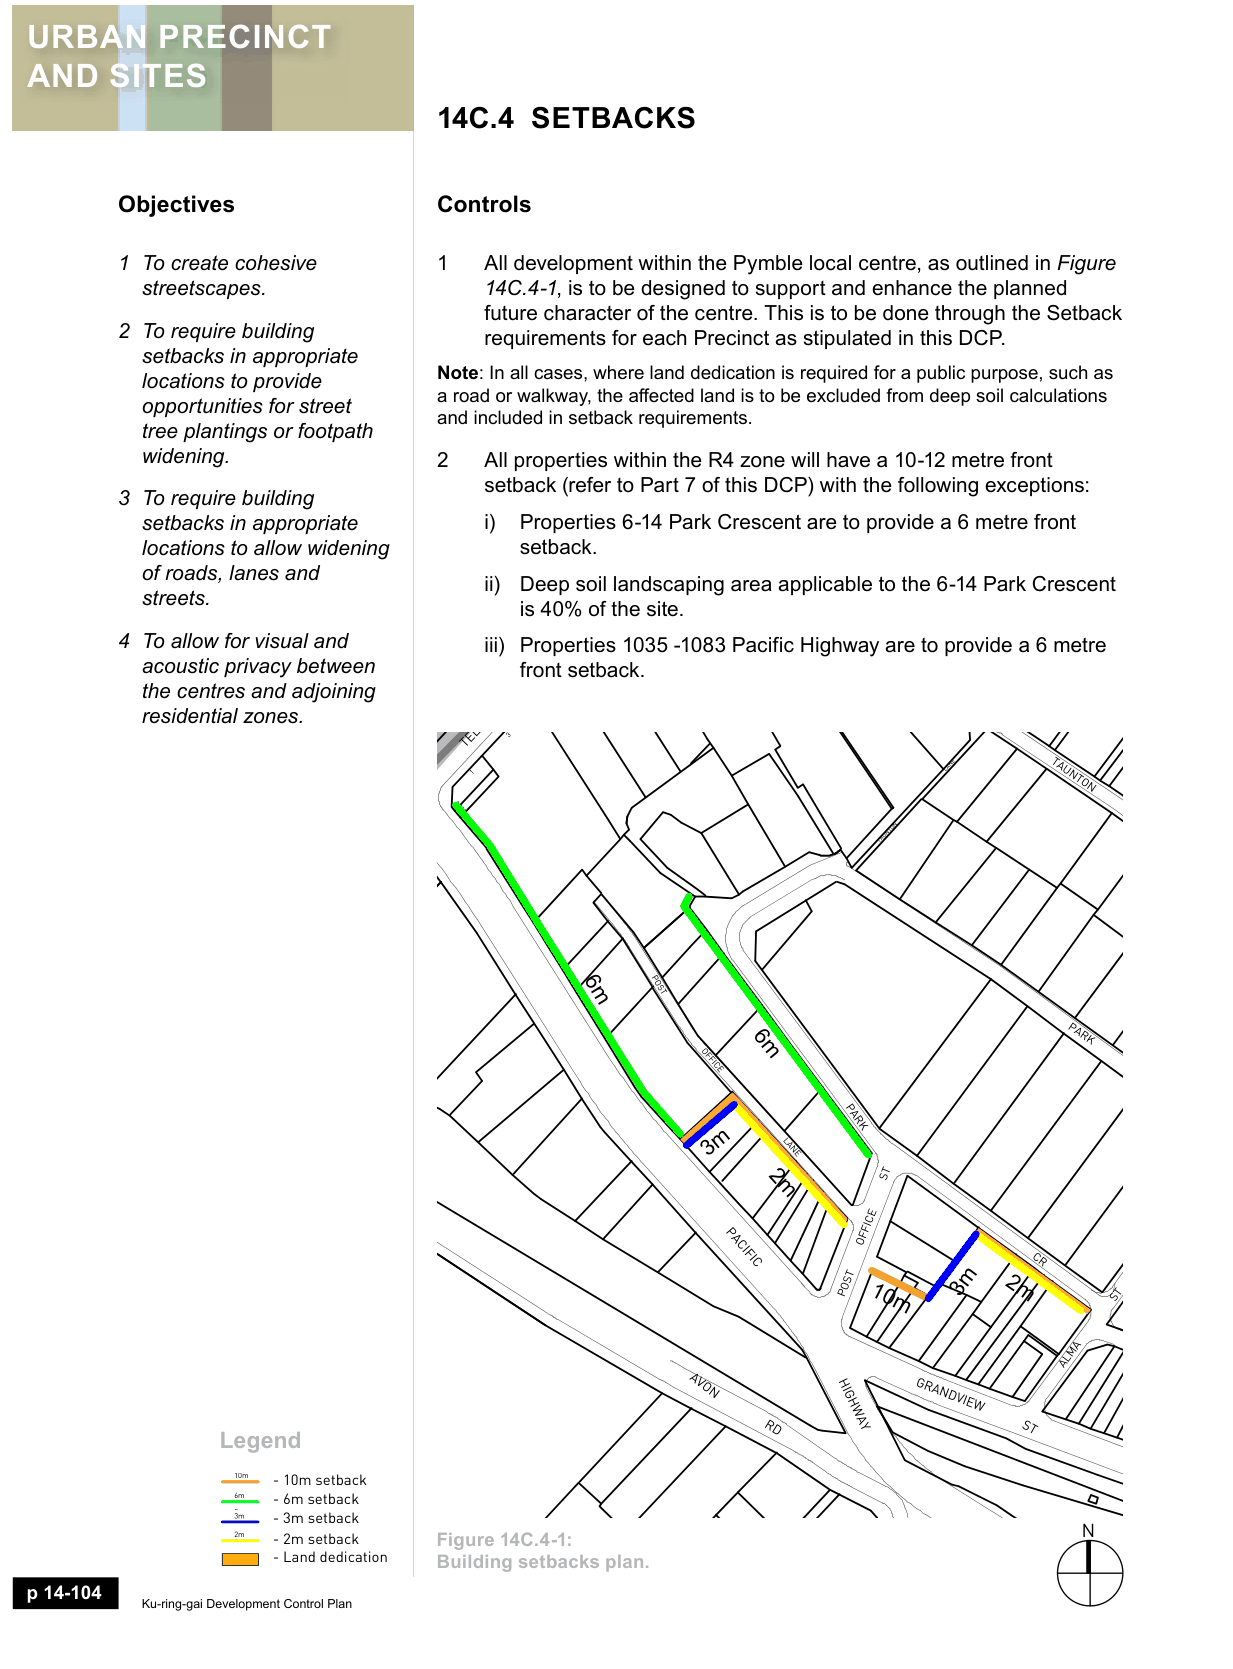 URBAN PRECINCT
AND SITES
14C.4 SETBACKS
Objectives
1 To create cohesive
streetscapes.
2 To require building
setbacks in appropriate
locations to provide
opportunities for street
tree plantings or footpath
widening.
3 To require building
setbacks in appropriate
locations to allow widening
of roads, lanes and
streets.
4 To allow for visual and
acoustic privacy between
the centres and adjoining
residential zones.
Controls
1 All development within the Pymble local centre, as outlined in Figure
14C.4-1, is to be designed to support and enhance the planned
future character of the centre. This is to be done through the Setback
requirements for each Precinct as stipulated in this DCP.
Note: In all cases, where land dedication is required for a public purpose, such as
a road or walkway, the affected land is to be excluded from deep soil calculations
and included in setback requirements.
2 All properties within the R4 zone will have a 10-12 metre front
setback (refer to Part 7 of this DCP) with the following exceptions:
i) Properties 6-14 Park Crescent are to provide a 6 metre front
setback.
ii) Deep soil landscaping area applicable to the 6-14 Park Crescent
is 40% of the site.
iii) Properties 1035 -1083 Pacific Highway are to provide a 6 metre
front setback.
TAUNTON
6m
POST
OFFICE
LANE
6m
PARK
PARK
3m
2m
ST
OFFICE
POST
PACIFIC
HIGHWAY
10m
3m
2m
CR
ST
ALMA
GRANDVIEW
ST
AVON
RD
Legend
10m - 10m setback
6m - 6m setback
3m - 3m setback
2m - 2m setback
- Land dedication
Figure 14C.4-1:
Building setbacks plan.
N
p 14-104
Ku-ring-gai Development Control Plan